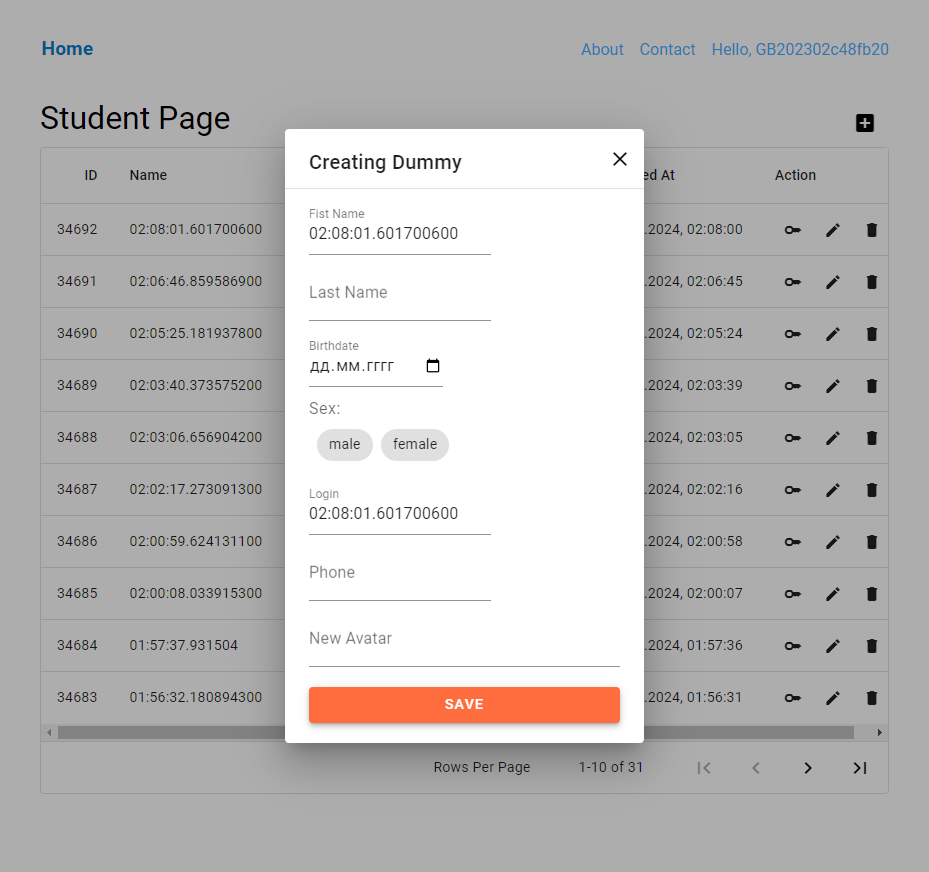 Home
About Contact Hello, GB202302c48fb20
Student Page
ID Name ed At Action
Creating Dummy
Fist Name
02:08:01.601700600
Last Name
Birthdate
ДД.ММ.ГГГГ
Sex:
male female
Login
02:08:01.601700600
Phone
New Avatar
SAVE
34692 02:08:01.601700600 .2024, 02:08:00
34691 02:06:46.859586900 .2024, 02:06:45
34690 02:05:25.181937800 .2024, 02:05:24
34689 02:03:40.373575200 .2024, 02:03:39
34688 02:03:06.656904200 .2024, 02:03:05
34687 02:02:17.273091300 .2024, 02:02:16
34686 02:00:59.624131100 .2024, 02:00:58
34685 02:00:08.033915300 .2024, 02:00:07
34684 01:57:37.931504 .2024, 01:57:36
34683 01:56:32.180894300 .2024, 01:56:31
Rows Per Page 1-10 of 31